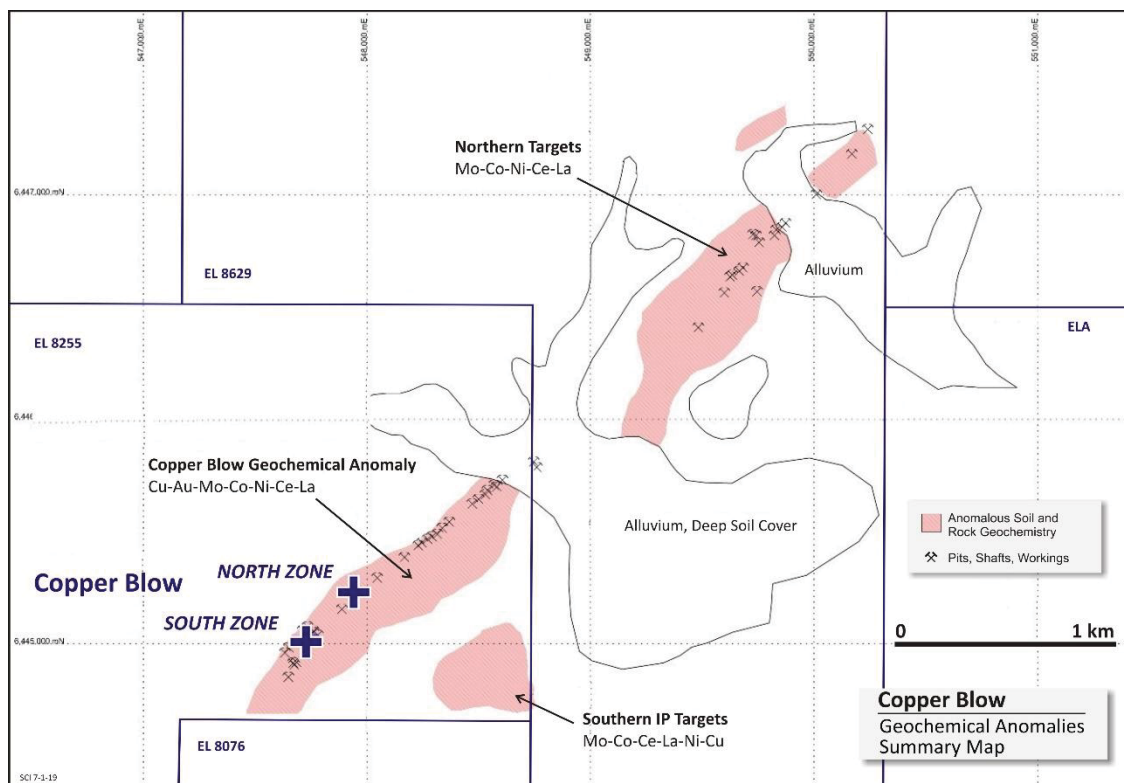 547,000.mE
548,000.mE
549,000.mE
550,000.mE
551,000.mE
Northern Targets
Mo-Co-Ni-Ce-La
6,447,000.mN
EL 8629
Alluvium
EL 8255
ELA
6,446
Copper Blow Geochemical Anomaly
Cu-Au-Mo-Co-Ni-Ce-La
Alluvium, Deep Soil Cover
Anomalous Soil and
Rock Geochemistry
Pits, Shafts, Workings
Copper Blow
NORTH ZONE
SOUTH ZONE
6,445,000.mN
0 1 km
Southern IP Targets
Mo-Co-Ce-La-Ni-Cu
EL 8076
Copper Blow
Geochemical Anomalies
Summary Map
SCI 7-1-19